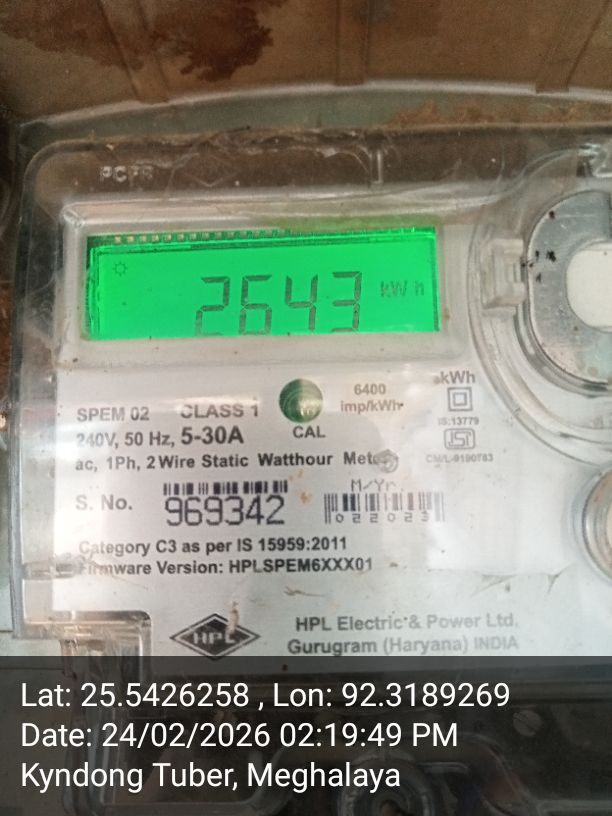 2643 kW h
SPEM 02 CLASS 1
6400
imp/kWh
kWh
240V, 50 Hz, 5-30A
CAL
IS:13779
ac, 1Ph, 2 Wire Static Watthour
CM/L-9190783
S. No. 969342
M/Yr
022023
Category C3 as per IS 15959:2011
Firmware Version: HPLSPEM6XXX01
HPL
HPL Electric & Power Ltd.
Gurugram (Haryana) INDIA
Lat: 25.5426258 , Lon: 92.3189269
Date: 24/02/2026 02:19:49 PM
Kyndong Tuber, Meghalaya